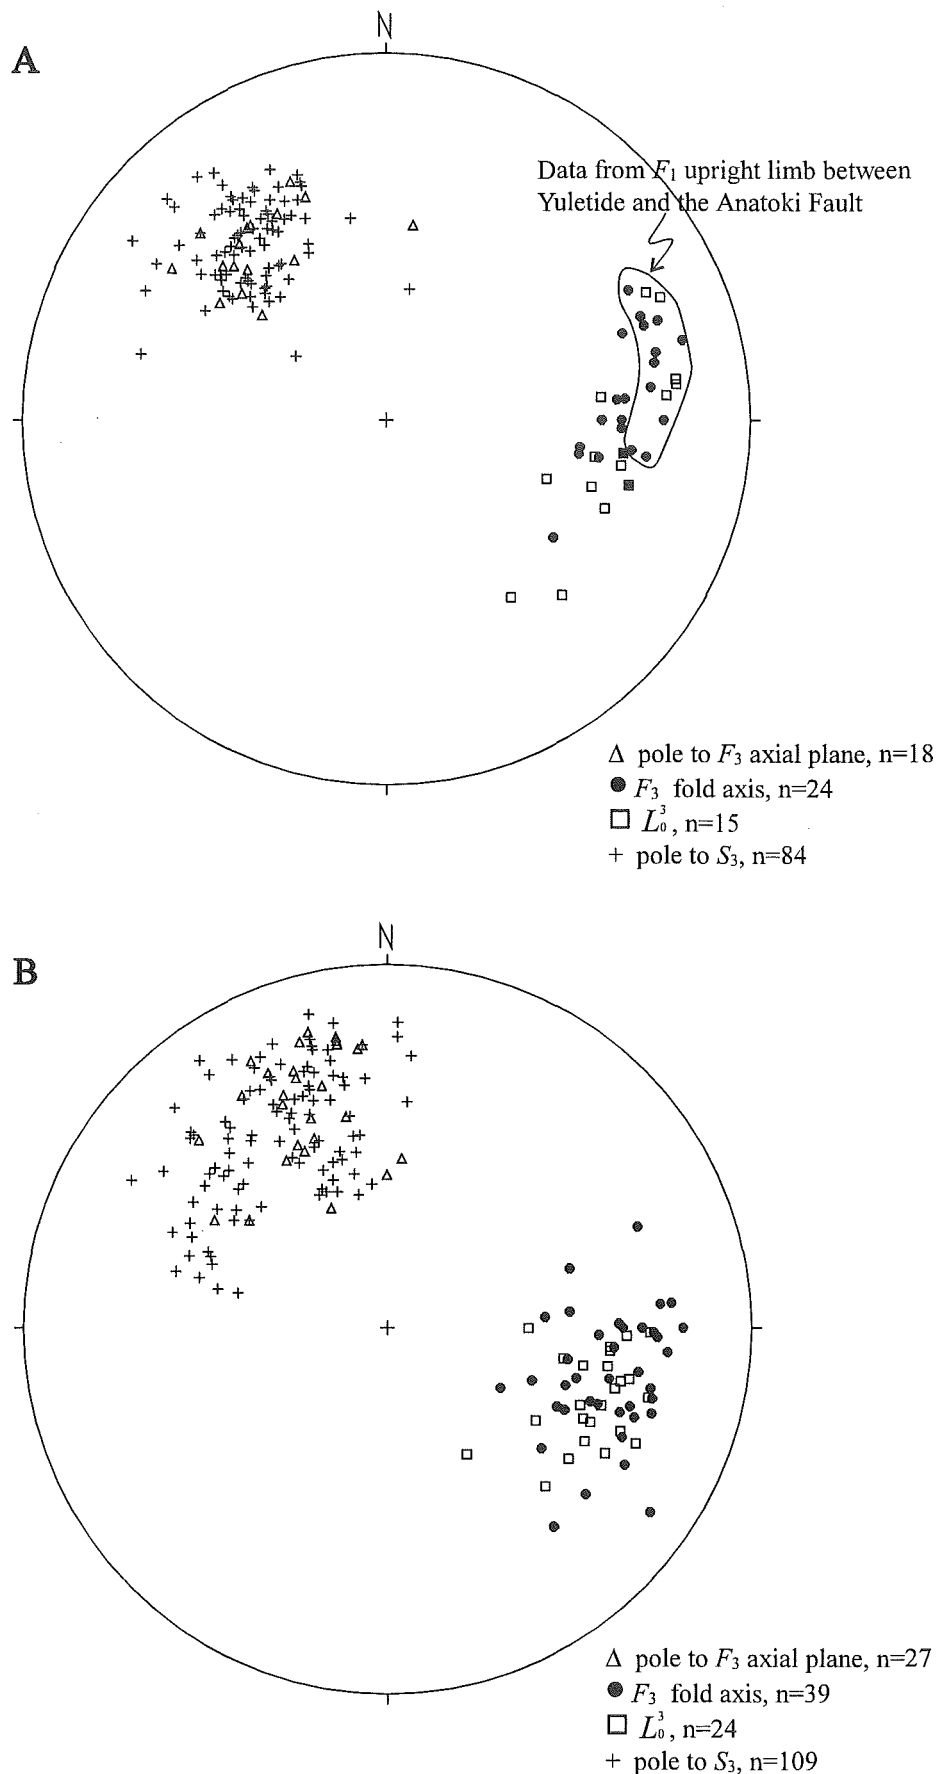 A
N
Data from F₁ upright limb between
Yuletide and the Anatoki Fault
Δ pole to F₃ axial plane, n=18
● F₃ fold axis, n=24
□ L₀³, n=15
+ pole to S₃, n=84
B
N
Δ pole to F₃ axial plane, n=27
● F₃ fold axis, n=39
□ L₀³, n=24
+ pole to S₃, n=109